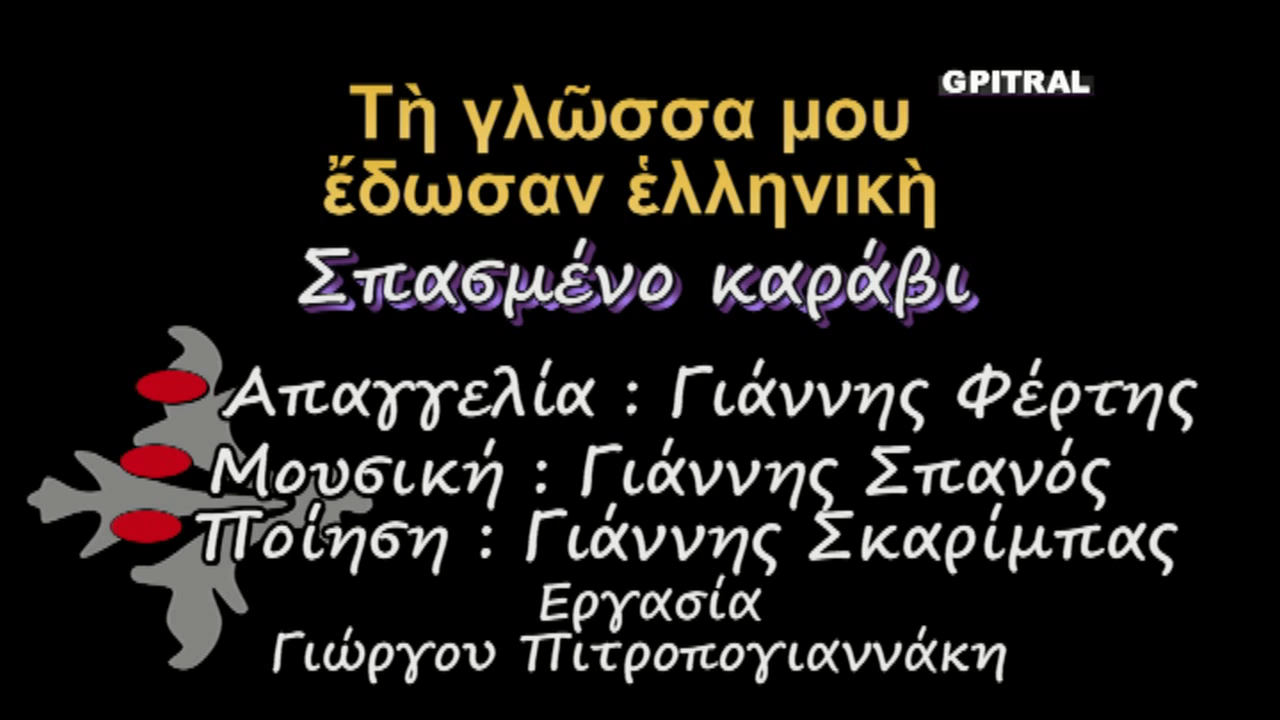 GPITRAL
Τὴ γλῶσσα μου
ἔδωσαν ἑλληνικὴ
Σπασμένο καράβι
Απαγγελία : Γιάννης Φέρτης
Μουσική : Γιάννης Σπανός
Ποίηση : Γιάννης Σκαρίμπας
Εργασία
Γιώργου Πιτροπογιαννάκη